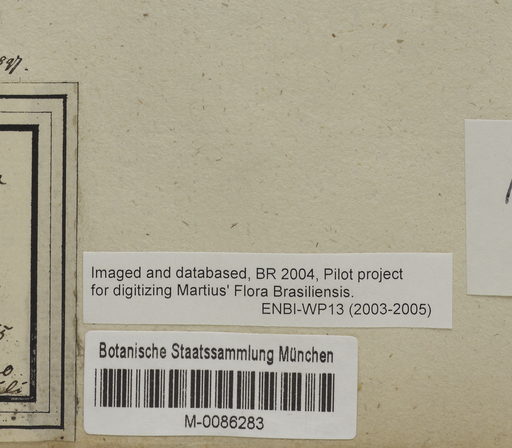 Imaged and databased, BR 2004, Pilot project
for digitizing Martius' Flora Brasiliensis.
ENBI-WP13 (2003-2005)
Botanische Staatssammlung München
M-0086283